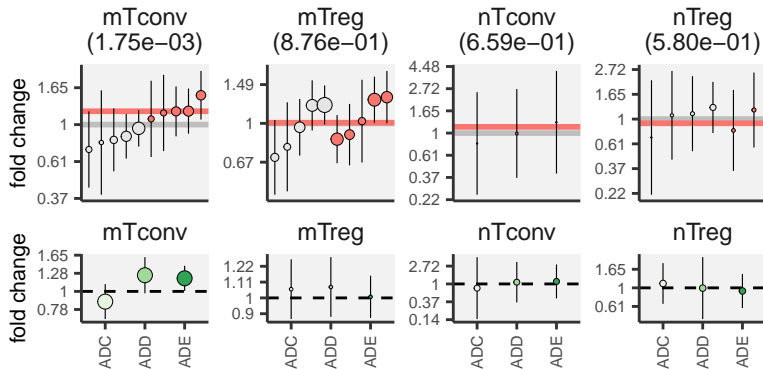 mTconv
(1.75e−03)
mTreg
(8.76e−01)
nTconv
(6.59e−01)
nTreg
(5.80e−01)
fold change
1.65
1
0.61
0.37
1.49
1
0.67
4.48
2.72
1.65
1
0.61
0.37
0.22
2.72
1.65
1
0.61
0.37
0.22
mTconv
mTreg
nTconv
nTreg
fold change
1.65
1.28
1
0.78
1.22
1.11
1
0.9
2.72
1
0.37
0.14
1.65
1
0.61
ADC
ADD
ADE
ADC
ADD
ADE
ADC
ADD
ADE
ADC
ADD
ADE